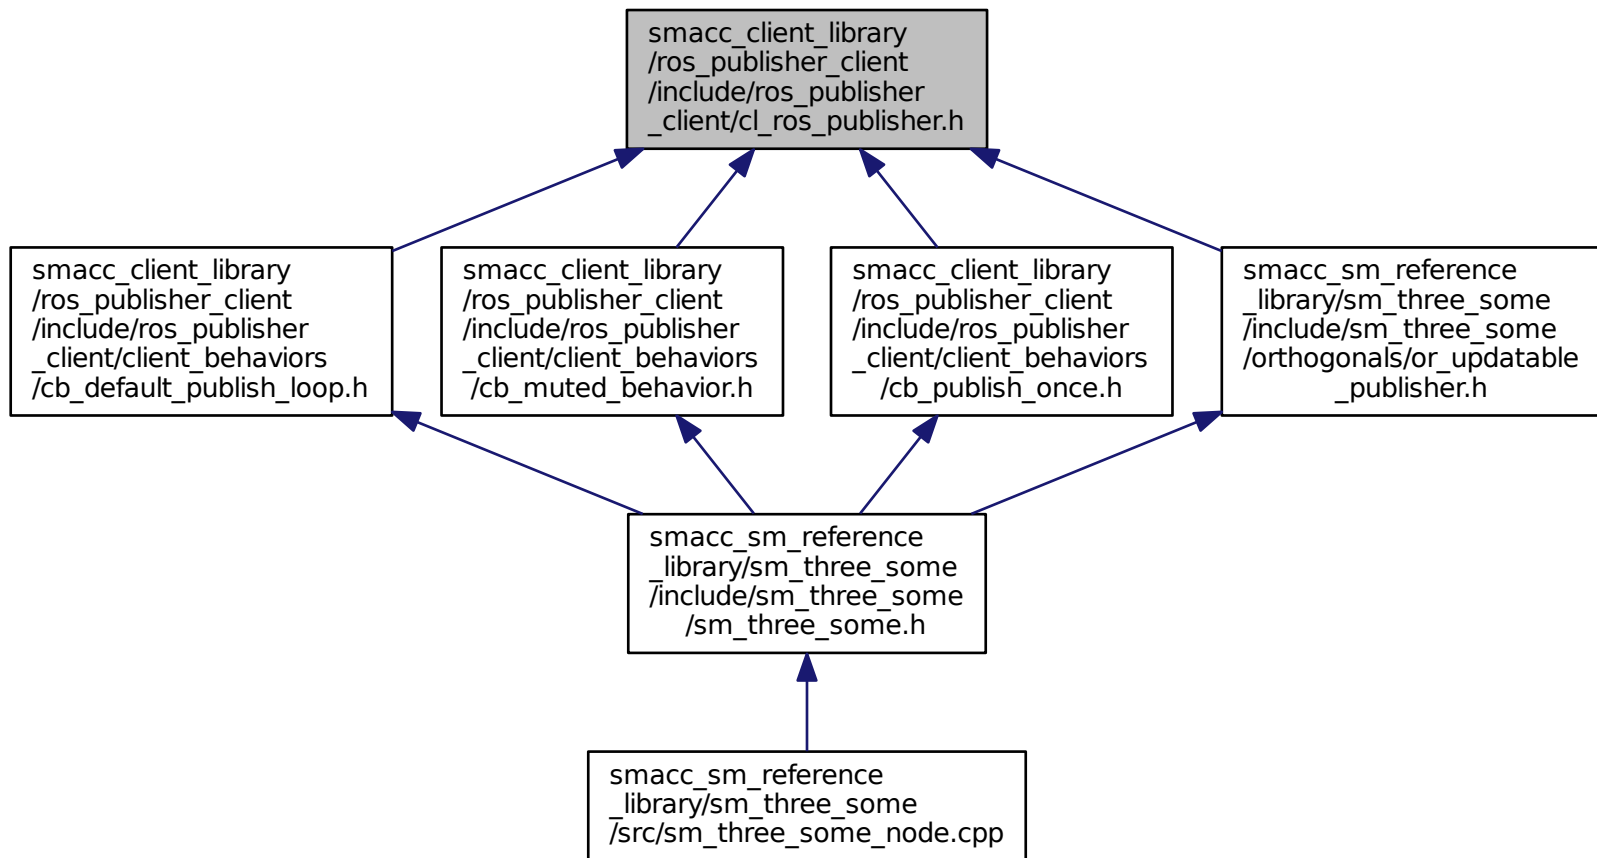 smacc_client_library
/ros_publisher_client
/include/ros_publisher
_client/cl_ros_publisher.h
smacc_client_library
/ros_publisher_client
/include/ros_publisher
_client/client_behaviors
/cb_default_publish_loop.h
smacc_client_library
/ros_publisher_client
/include/ros_publisher
_client/client_behaviors
/cb_muted_behavior.h
smacc_client_library
/ros_publisher_client
/include/ros_publisher
_client/client_behaviors
/cb_publish_once.h
smacc_sm_reference
_library/sm_three_some
/include/sm_three_some
/orthogonals/or_updatable
_publisher.h
smacc_sm_reference
_library/sm_three_some
/include/sm_three_some
/sm_three_some.h
smacc_sm_reference
_library/sm_three_some
/src/sm_three_some_node.cpp